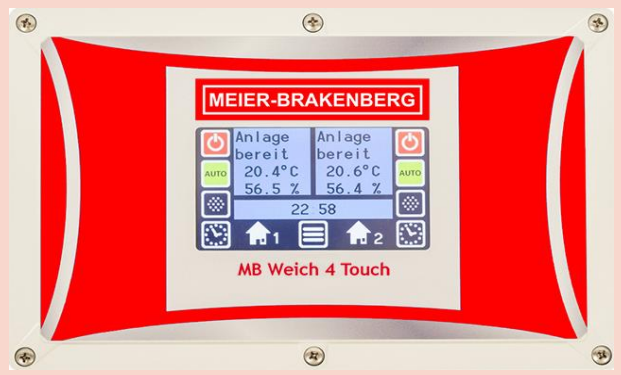 MEIER-BRAKENBERG
Anlage bereit 20.4°C 56.5 %
Anlage bereit 20.6°C 56.4 %
AUTO
AUTO
22 58
1
2
MB Weich 4 Touch